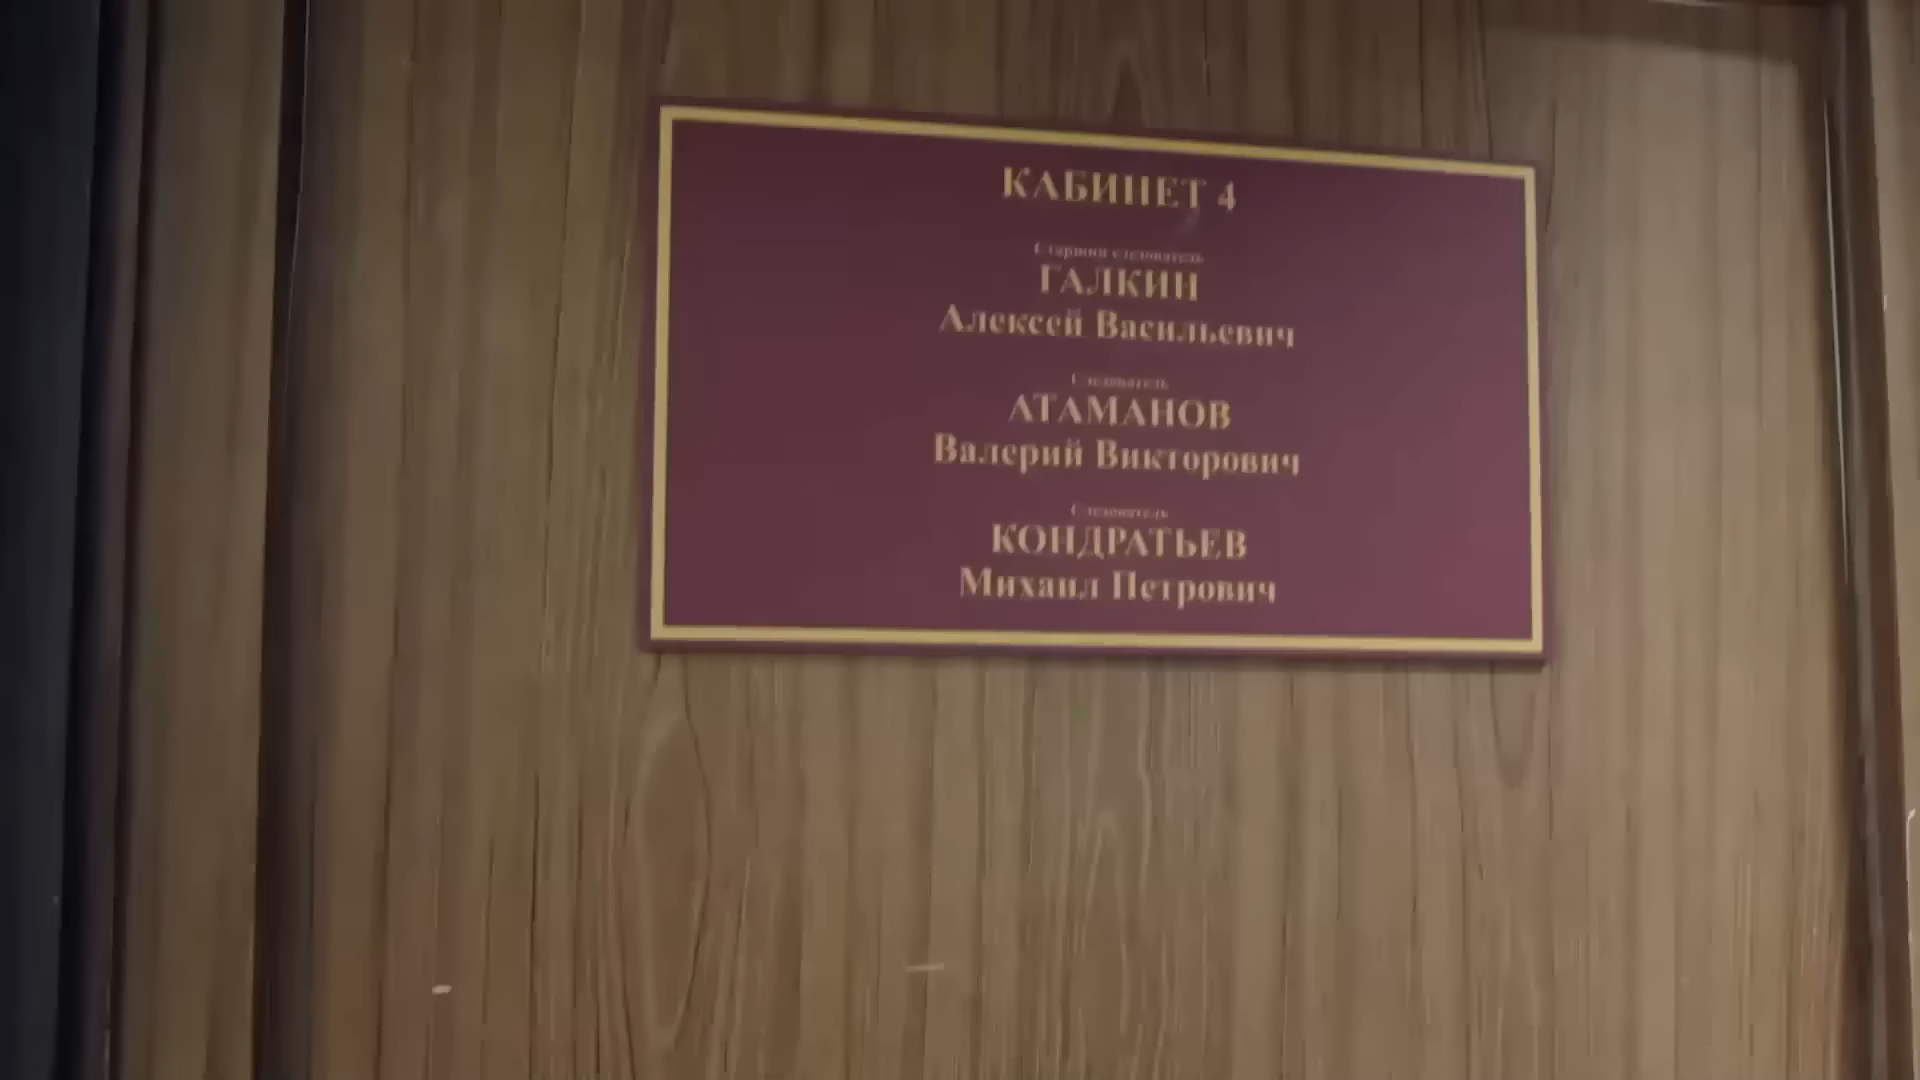 КАБИНЕТ 4
Старший следователь
ГАЛКИН
Алексей Васильевич
Следователь
АТАМАНОВ
Валерий Викторович
Следователь
КОНДРАТЬЕВ
Михаил Петрович